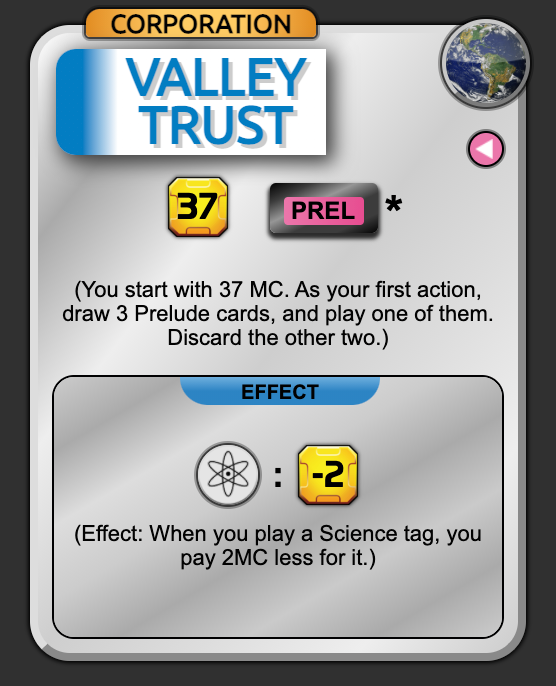 CORPORATION
VALLEY
TRUST
37 PREL *
(You start with 37 MC. As your first action,
draw 3 Prelude cards, and play one of them.
Discard the other two.)
EFFECT
: -2
(Effect: When you play a Science tag, you
pay 2MC less for it.)